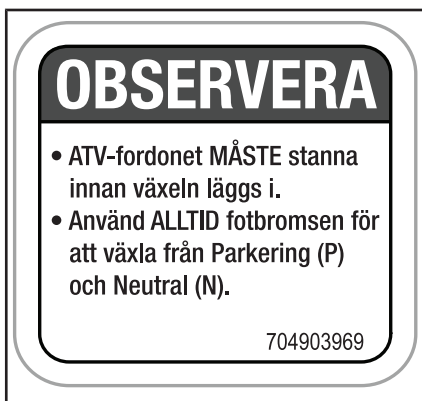 OBSERVERA
• ATV-fordonet MÅSTE stanna
innan växeln läggs i.
• Använd ALLTID fotbromsen för
att växla från Parkering (P)
och Neutral (N).
704903969